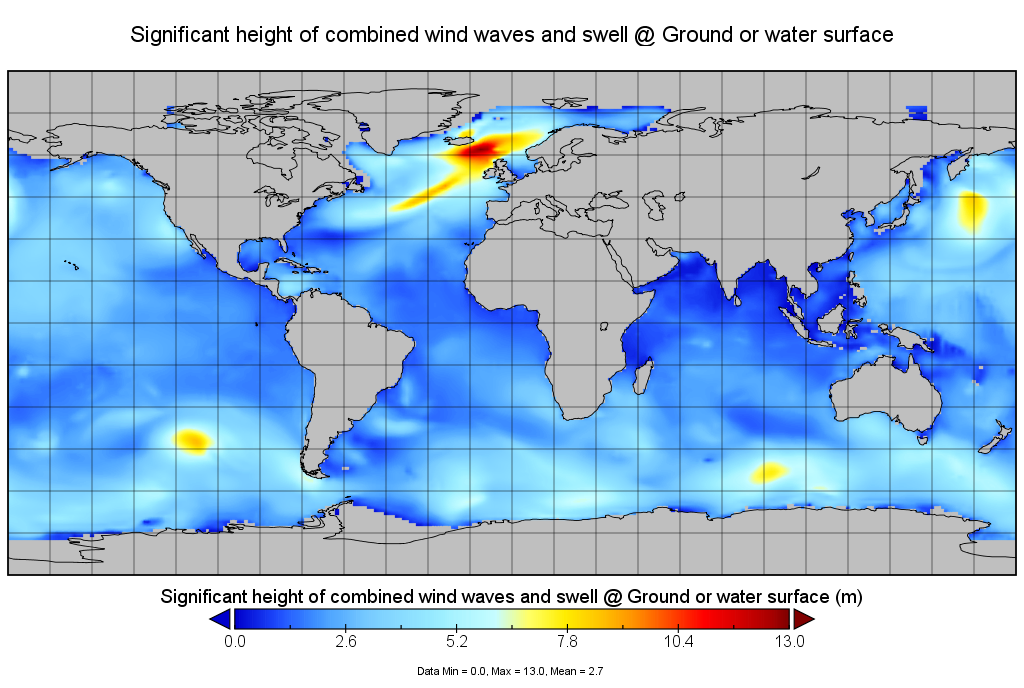 Significant height of combined wind waves and swell @ Ground or water surface
Significant height of combined wind waves and swell @ Ground or water surface (m)
0.0 2.6 5.2 7.8 10.4 13.0
Data Min = 0.0, Max = 13.0, Mean = 2.7